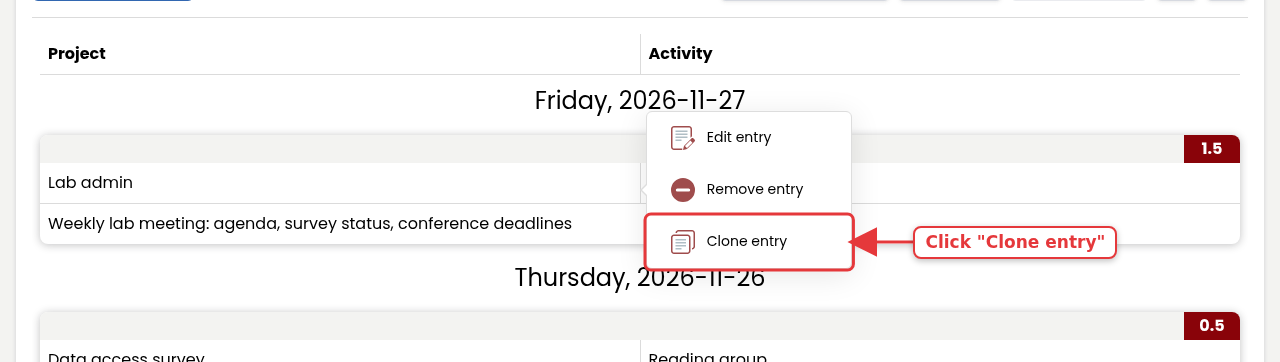 Project Activity
Friday, 2026-11-27
Edit entry
1.5
Lab admin
Remove entry
Weekly lab meeting: agenda, survey status, conference deadlines
Clone entry
Click "Clone entry"
Thursday, 2026-11-26
0.5
Data access survey Reading group